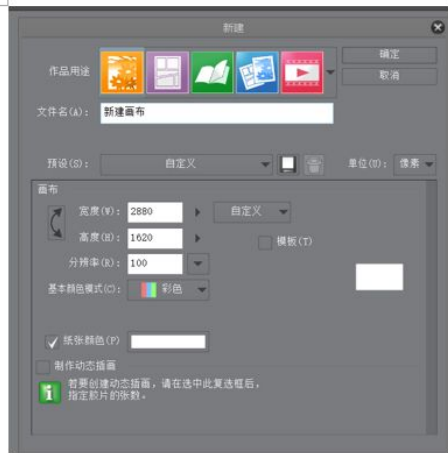 新建
确定
取消
作品用途
文件名(A): 新建画布
预设(S): 自定义 单位(U): 像素
画布
宽度(W): 2880 自定义
高度(H): 1620 模板(T)
分辨率(R): 100
基本颜色模式(C): 彩色
纸张颜色(P)
制作动态插画
若要创建动态插画，请在选中此复选框后，
指定胶片的张数。